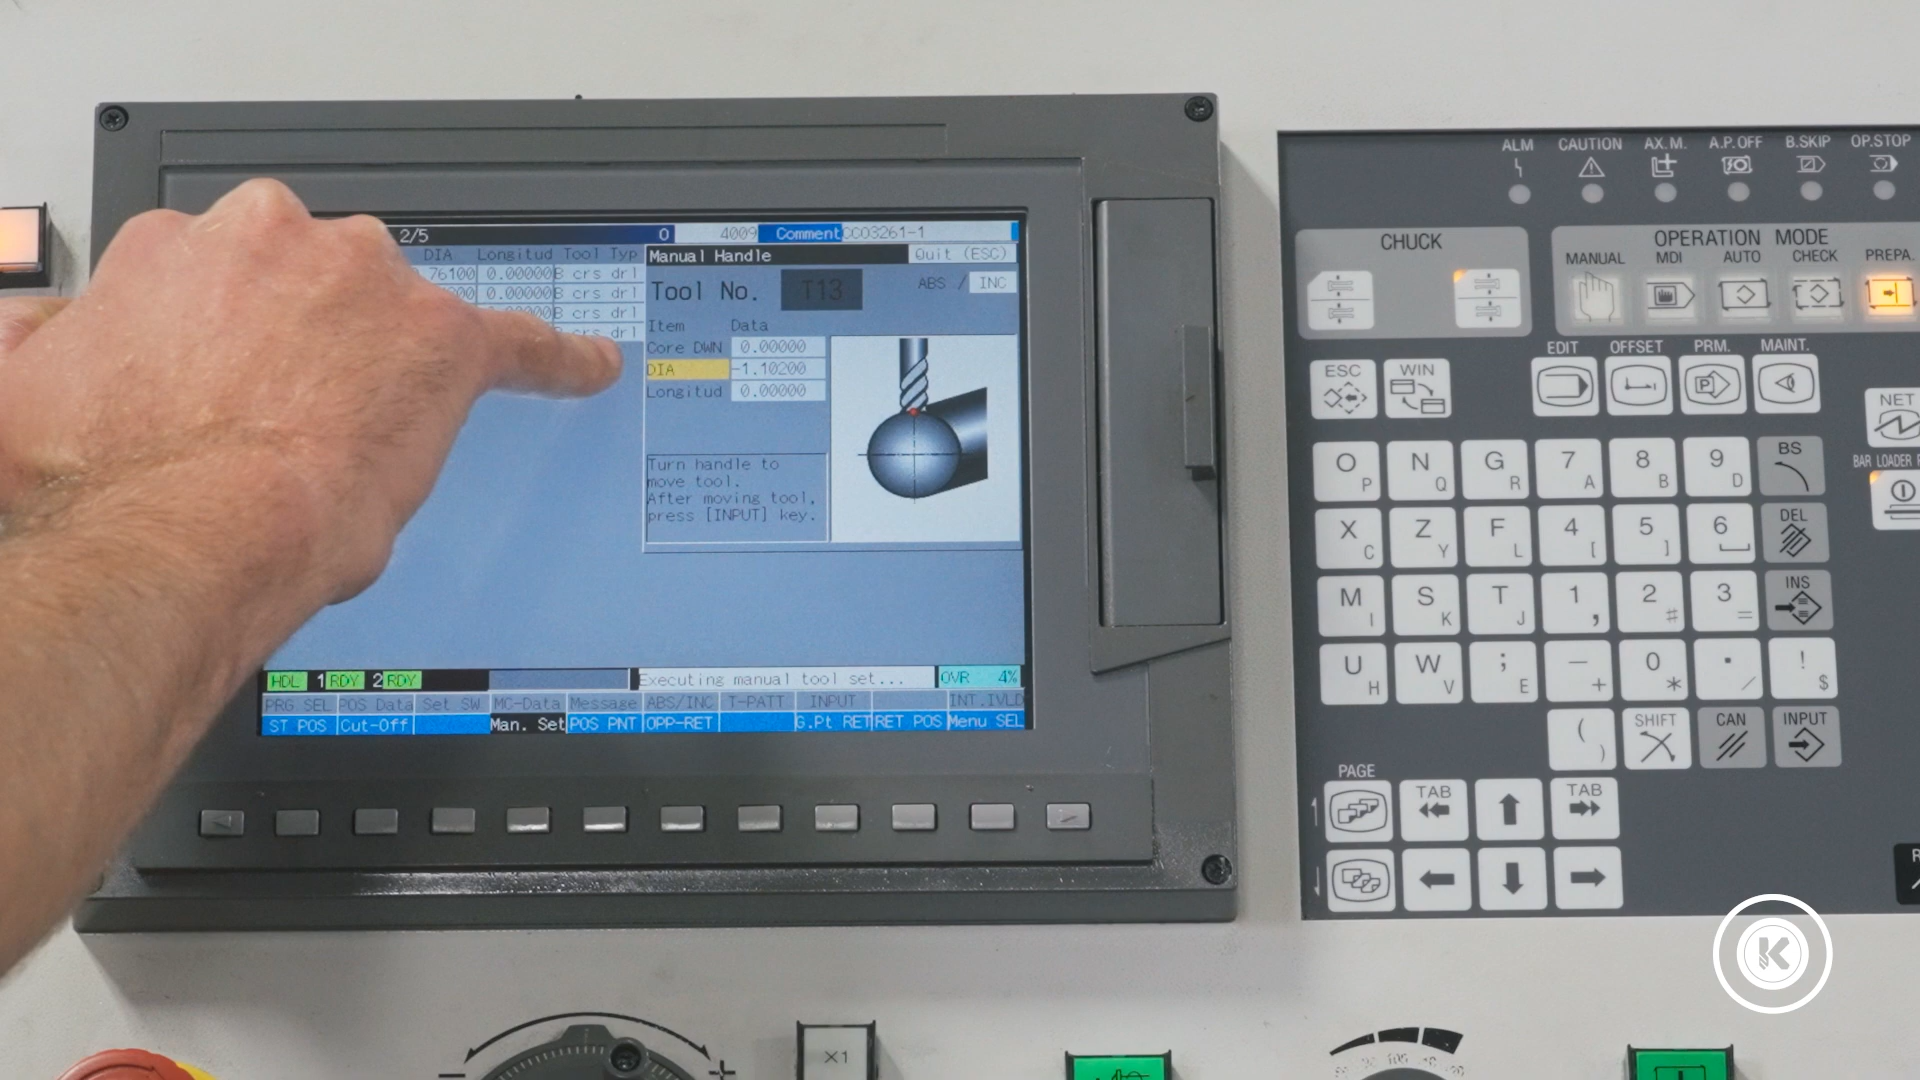 2/5 0 4009 Comment CC03261-1
DIA Longitud Tool Typ
.76100 0.00000 B crs drl
0.00000 B crs drl
0.00000 B crs drl
crs drl
Manual Handle Quit (ESC)
Tool No. T13 ABS / INC
Item Data
Core DWN 0.00000
DIA -1.10200
Longitud 0.00000
Turn handle to
move tool.
After moving tool,
press [INPUT] key.
HDL 1 RDY 2 RDY Executing manual tool set... OVR 4%
PRG SEL POS Data Set SW MC-Data Message ABS/INC T-PATT INPUT INT.IVLD
ST POS Cut-Off Man. Set POS PNT OPP-RET G.Pt RET RET POS Menu SEL
ALM CAUTION AX. M. A.P. OFF B.SKIP OP.STOP
CHUCK
OPERATION MODE
MANUAL MDI AUTO CHECK PREPA.
EDIT OFFSET PRM. MAINT.
ESC WIN
NET
O P N Q G R 7 A 8 B 9 D BS
BAR LOADER
X C Z Y F L 4 [ 5 ] 6 DEL
M I S K T J 1 , 2 # 3 = INS
U H W V ; E - + 0 * . / ! $
( ) SHIFT CAN INPUT
PAGE
TAB TAB
K
X1
- +